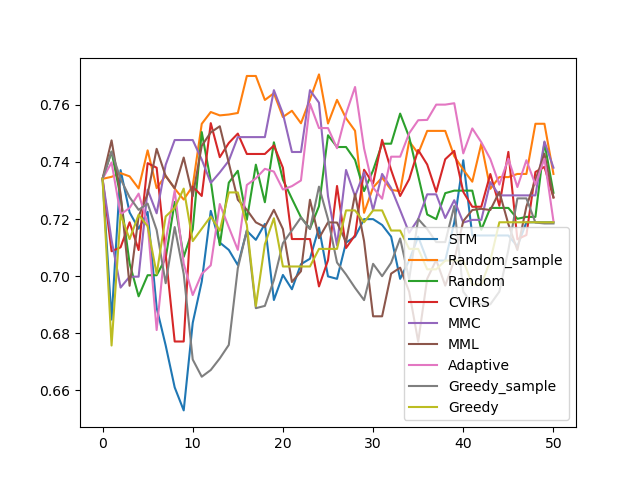 0.76
0.74
0.72
0.70
0.68
0.66
0
10
20
30
40
50
STM
Random_sample
Random
CVIRS
MMC
MML
Adaptive
Greedy_sample
Greedy